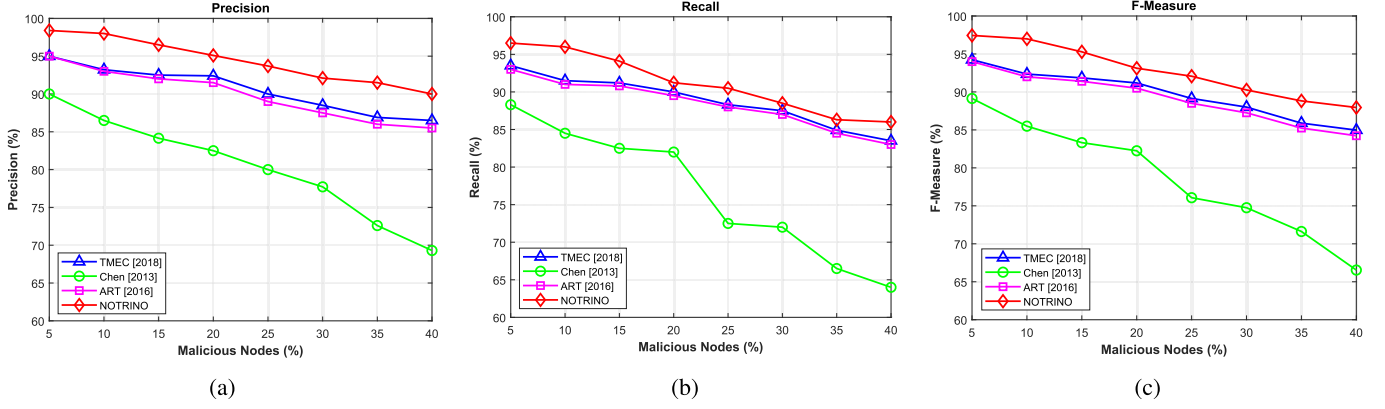 Precision
100
95
90
85
80
75
70
65
60
Precision (%)
TMEC [2018]
Chen [2013]
ART [2016]
NOTRINO
5 10 15 20 25 30 35 40
Malicious Nodes (%)
(a)
Recall
100
95
90
85
80
75
70
65
60
Recall (%)
TMEC [2018]
Chen [2013]
ART [2016]
NOTRINO
5 10 15 20 25 30 35 40
Malicious Nodes (%)
(b)
F-Measure
100
95
90
85
80
75
70
65
60
F-Measure (%)
TMEC [2018]
Chen [2013]
ART [2016]
NOTRINO
5 10 15 20 25 30 35 40
Malicious Nodes (%)
(c)